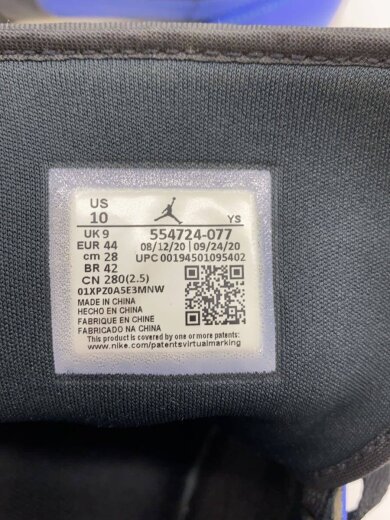 US
10
YS
UK 9 554724-077
EUR 44 08/12/20 | 09/24/20
cm 28 UPC 00194501095402
BR 42
CN 280(2.5)
01XPZ0A5E3MNW
MADE IN CHINA
HECHO EN CHINA
FABRIQUE EN CHINE
FABRICADO NA CHINA
This product is covered by one or more patents:
www.nike.com/patentsvirtualmarking